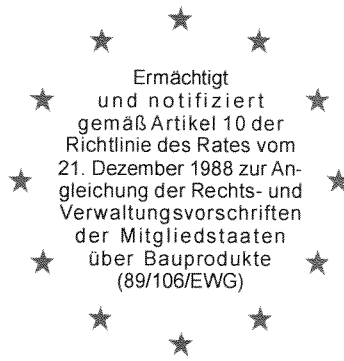 Ermächtigt
und notifiziert
gemäß Artikel 10 der
Richtlinie des Rates vom
21. Dezember 1988 zur An-
gleichung der Rechts- und
Verwaltungsvorschriften
der Mitgliedstaaten
über Bauprodukte
(89/106/EWG)